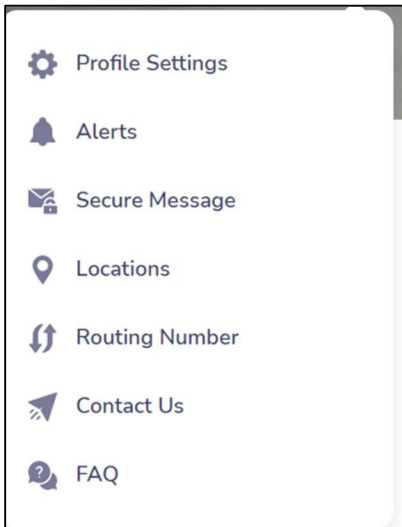 Profile Settings
Alerts
Secure Message
Locations
Routing Number
Contact Us
FAQ